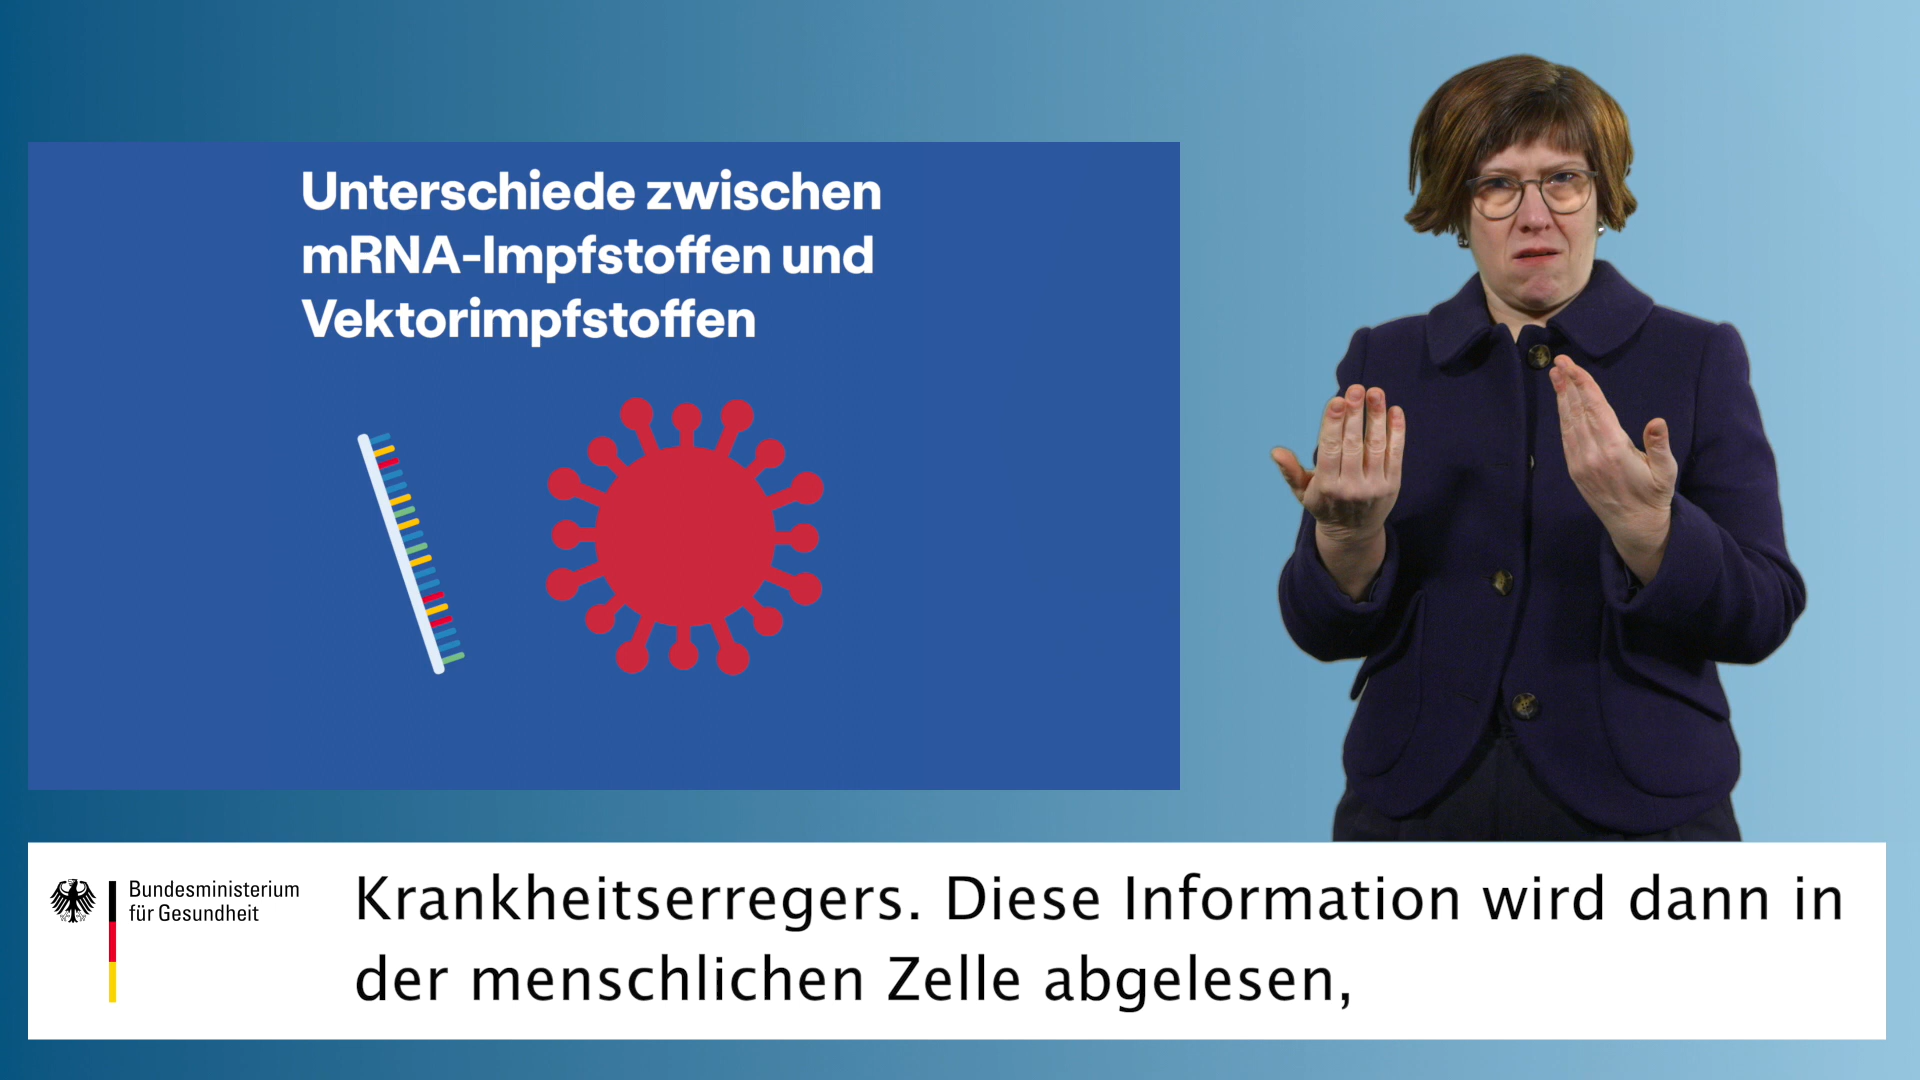 Unterschiede zwischen
mRNA-Impfstoffen und
Vektorimpfstoffen
Bundesministerium
für Gesundheit
Krankheitserregers. Diese Information wird dann in
der menschlichen Zelle abgelesen,